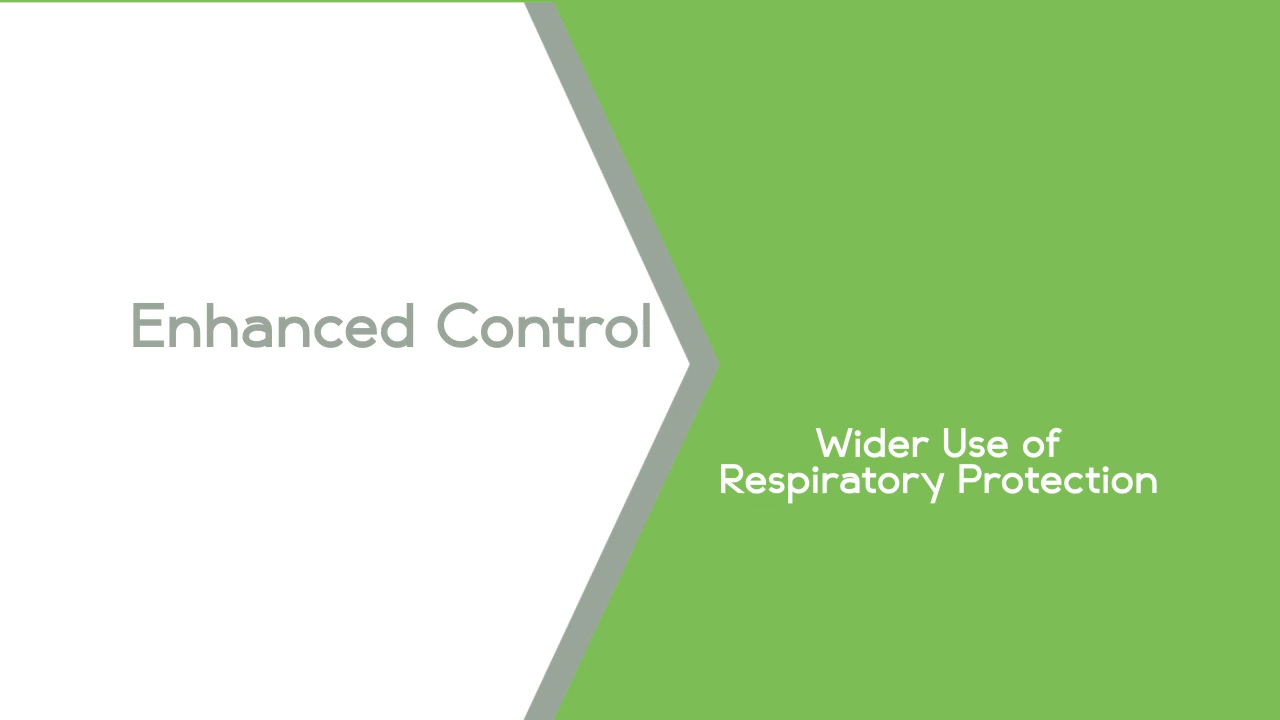 Enhanced Control
Wider Use of
Respiratory Protection